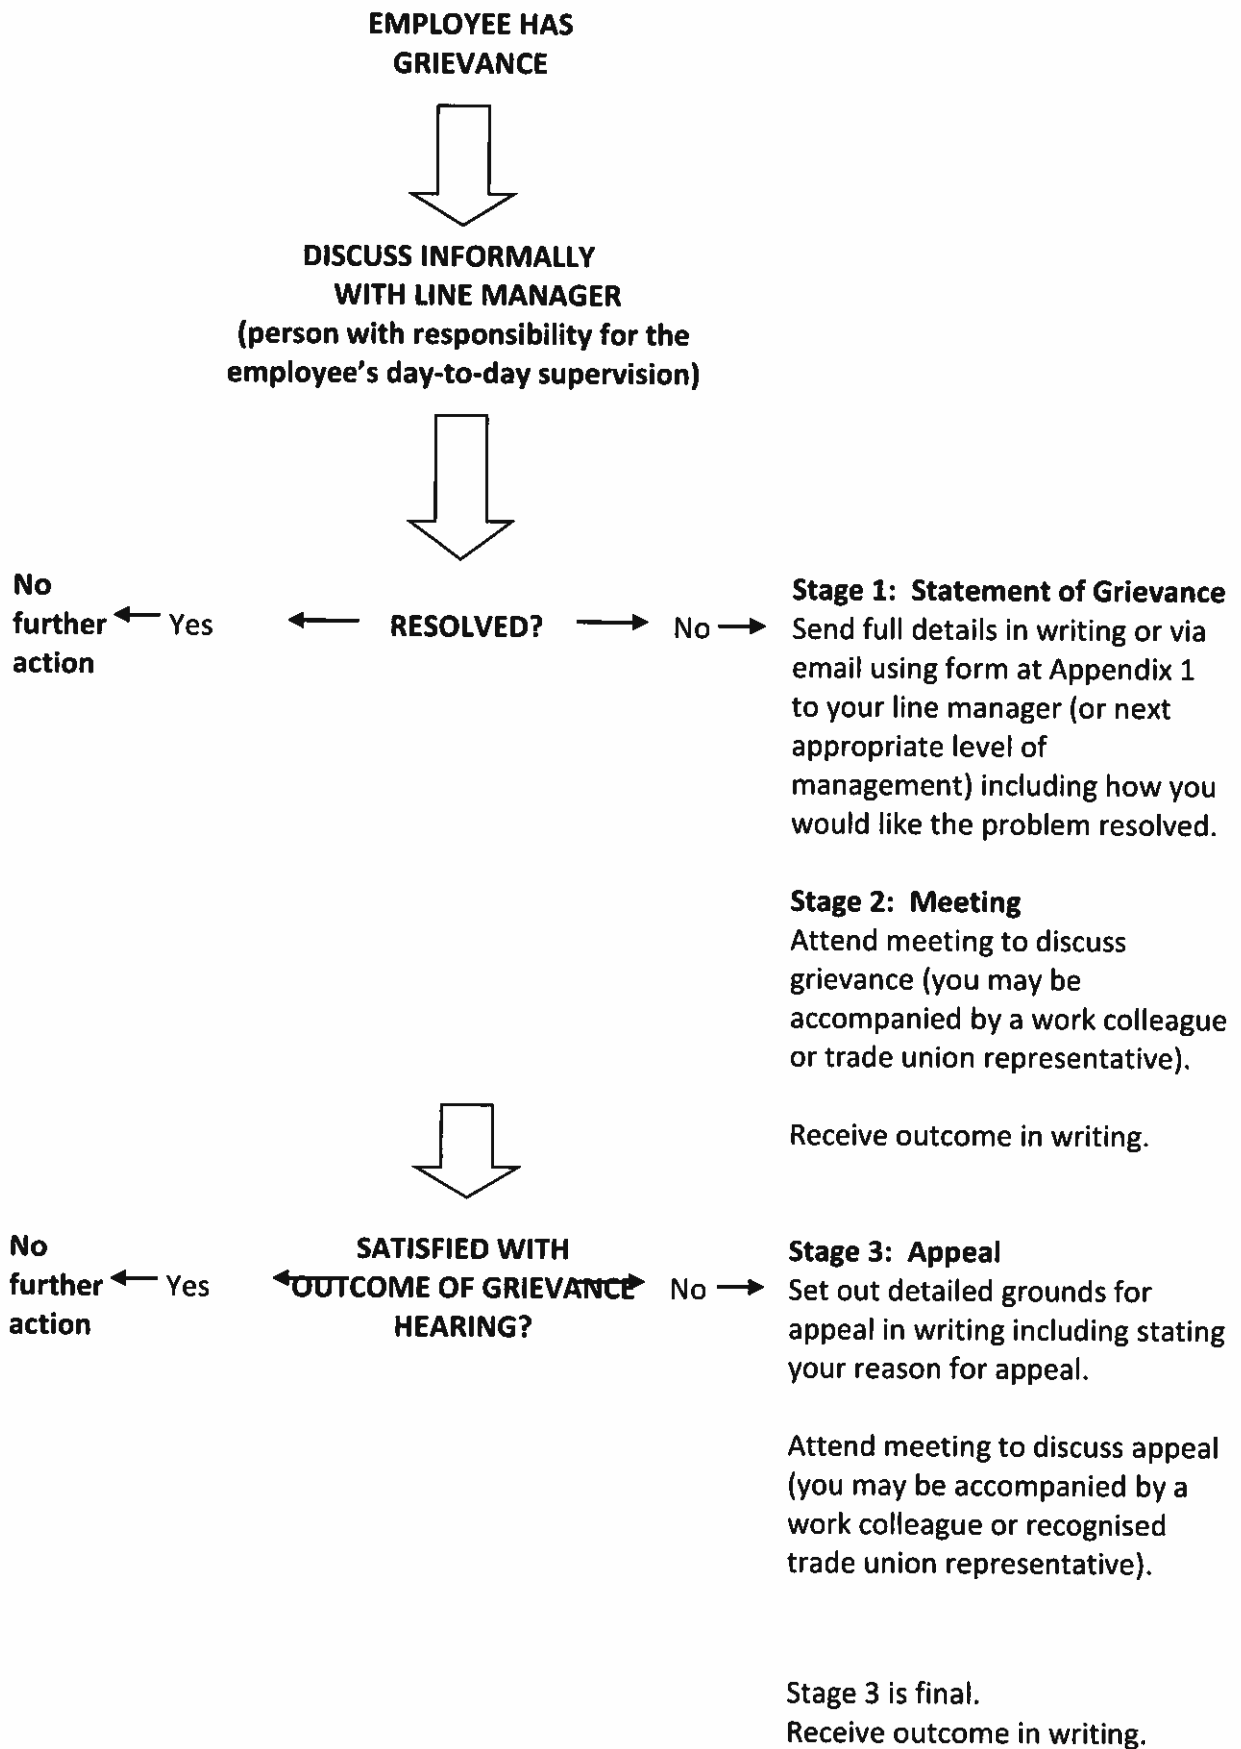 EMPLOYEE HAS
GRIEVANCE
DISCUSS INFORMALLY
WITH LINE MANAGER
(person with responsibility for the
employee's day-to-day supervision)
No
further
action
Yes
RESOLVED?
No
Stage 1: Statement of Grievance
Send full details in writing or via
email using form at Appendix 1
to your line manager (or next
appropriate level of
management) including how you
would like the problem resolved.
Stage 2: Meeting
Attend meeting to discuss
grievance (you may be
accompanied by a work colleague
or trade union representative).
Receive outcome in writing.
No
further
action
Yes
SATISFIED WITH
OUTCOME OF GRIEVANCE
HEARING?
No
Stage 3: Appeal
Set out detailed grounds for
appeal in writing including stating
your reason for appeal.
Attend meeting to discuss appeal
(you may be accompanied by a
work colleague or recognised
trade union representative).
Stage 3 is final.
Receive outcome in writing.